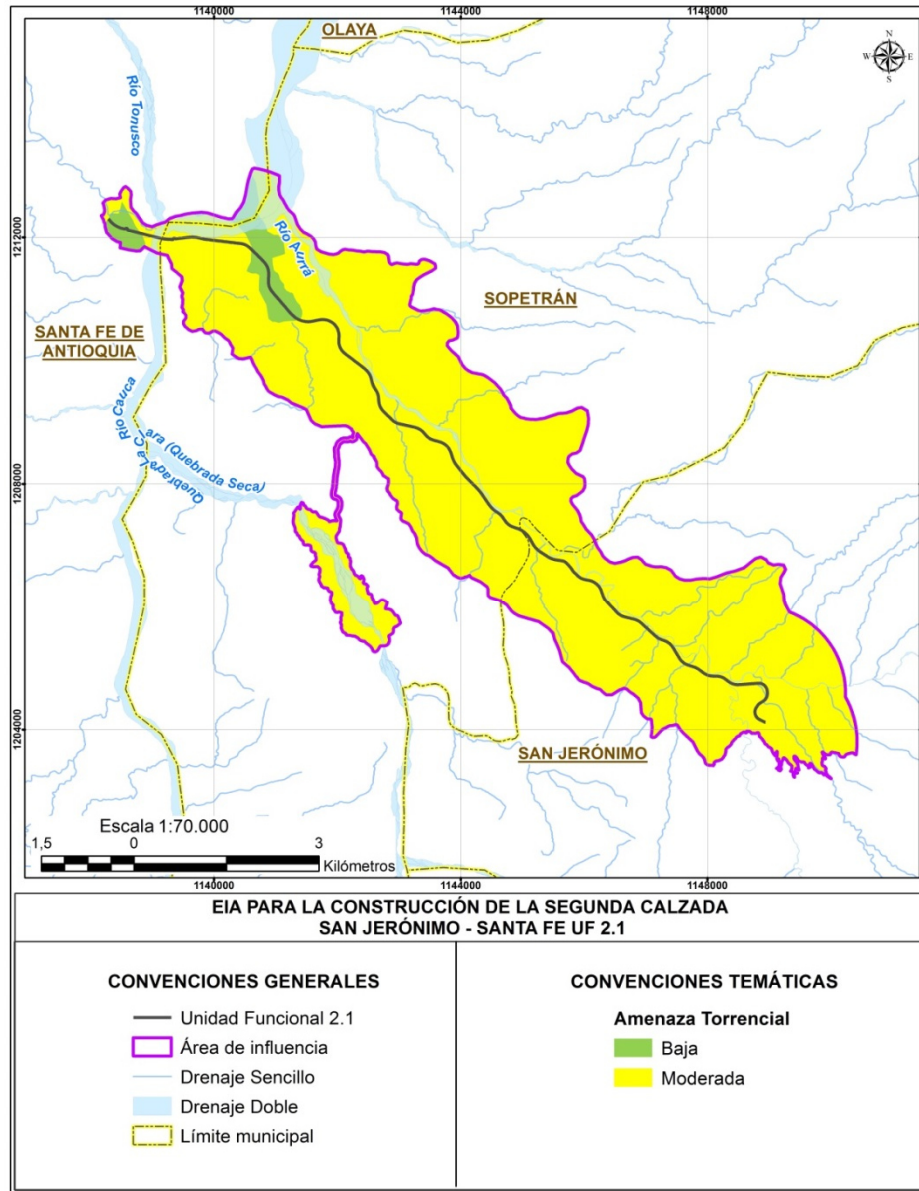 1140000
1144000
1148000
OLAYA
N
W
E
S
Río Tonusco
1212000
Río Aurrá
SOPETRÁN
SANTA FE DE
ANTIOQUIA
Río Cauca
Quebrada La C_ara (Quebrada Seca)
1208000
1204000
SAN JERÓNIMO
Escala 1:70.000
1,5
0
3
Kilómetros
1140000
1144000
1148000
EIA PARA LA CONSTRUCCIÓN DE LA SEGUNDA CALZADA
SAN JERÓNIMO - SANTA FE UF 2.1
CONVENCIONES GENERALES
Unidad Funcional 2.1
Área de influencia
Drenaje Sencillo
Drenaje Doble
Límite municipal
CONVENCIONES TEMÁTICAS
Amenaza Torrencial
Baja
Moderada